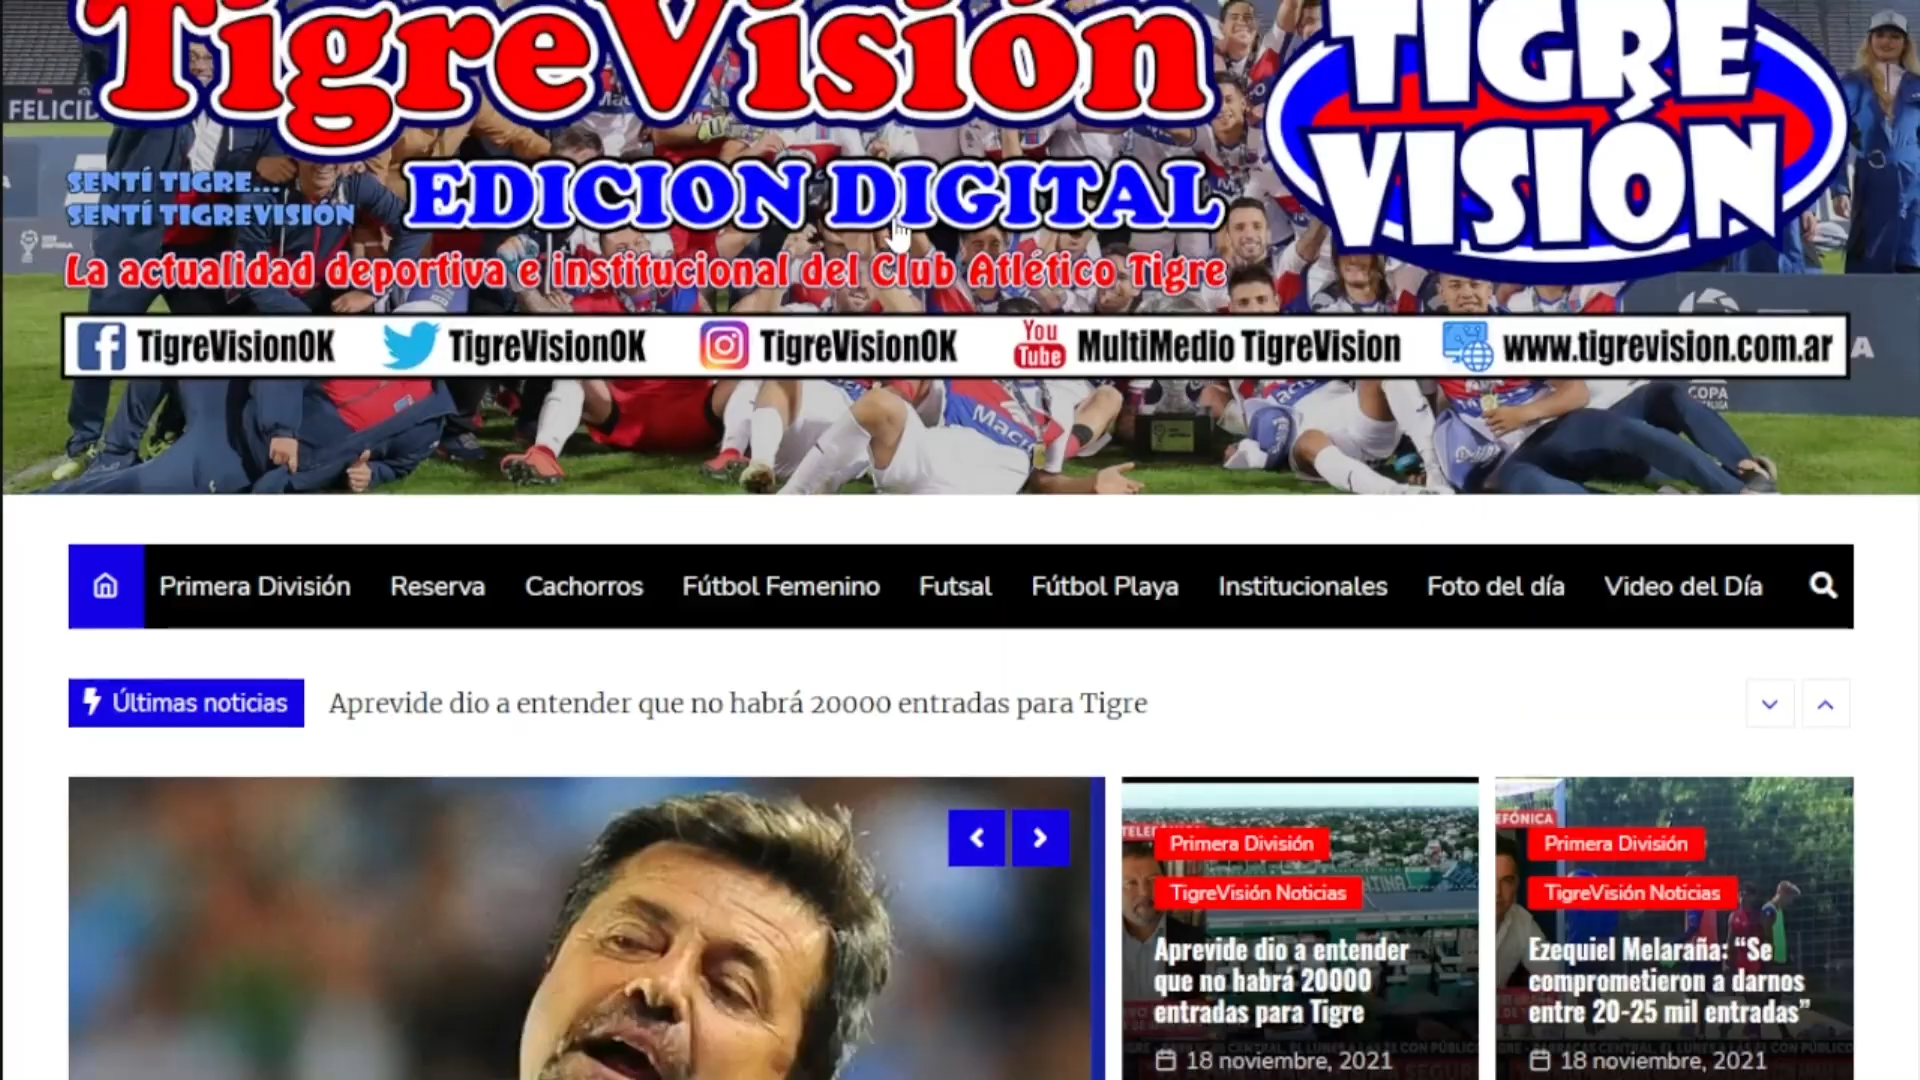 TigreVisión
TIGRE
VISIÓN
FELICID
SENTÍ TIGRE...
SENTÍ TIGREVISIÓN
EDICION DIGITAL
La actualidad deportiva e institucional del Club Atlético Tigre
TigreVisionOK TigreVisionOK TigreVisionOK You Tube MultiMedio TigreVision www.tigrevision.com.ar
Macro
COPA
Primera División Reserva Cachorros Fútbol Femenino Futsal Fútbol Playa Institucionales Foto del día Video del Día
Últimas noticias Aprevide dio a entender que no habrá 20000 entradas para Tigre
Primera División
TigreVisión Noticias
Aprevide dio a entender
que no habrá 20000
entradas para Tigre
18 noviembre, 2021
EFÓNICA
Primera División
TigreVisión Noticias
Ezequiel Melaraña: “Se
comprometieron a darnos
entre 20-25 mil entradas”
18 noviembre, 2021